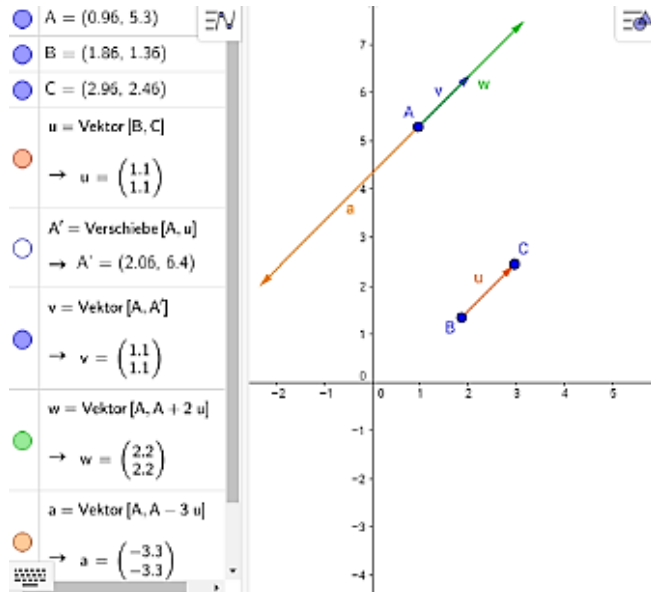 A = (0.96, 5.3)
B = (1.86, 1.36)
C = (2.96, 2.46)
u = Vektor[B, C]
→ u = (1.1
1.1)
A' = Verschiebe[A, u]
→ A' = (2.06, 6.4)
v = Vektor[A, A']
→ v = (1.1
1.1)
w = Vektor[A, A + 2 u]
→ w = (2.2
2.2)
a = Vektor[A, A − 3 u]
→ a = (−3.3
−3.3)
7
6
5
4
3
2
1
0
−2 −1 0 1 2 3 4 5
−1
−2
−3
−4
A
v
w
a
C
u
B